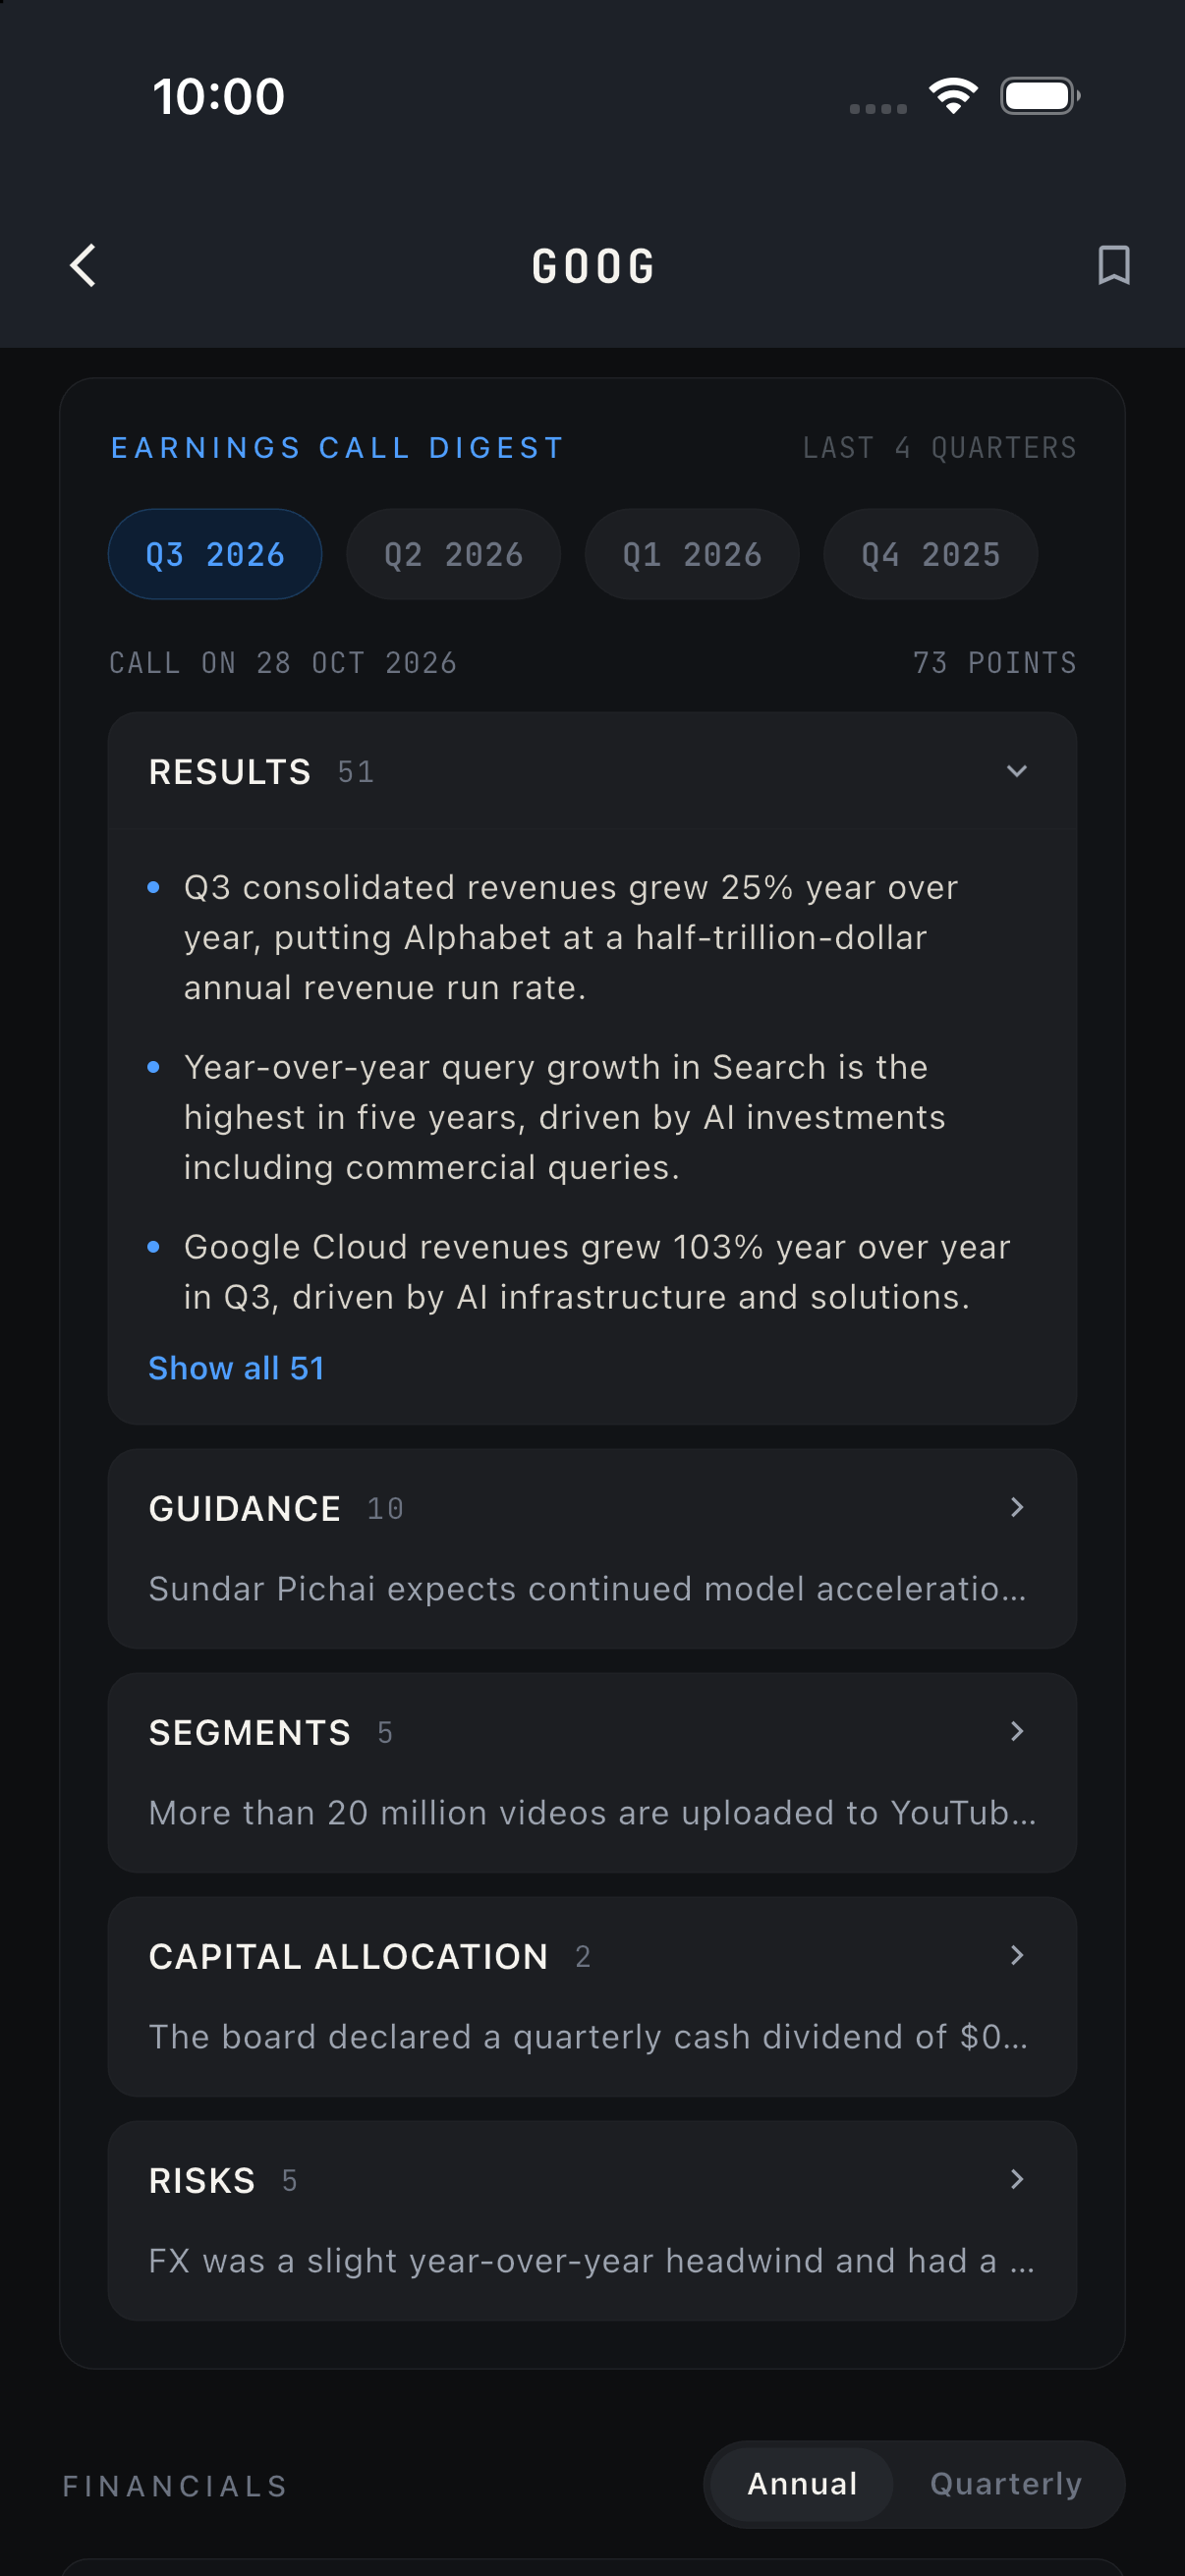 10:00
GOOG
EARNINGS CALL DIGEST
LAST 4 QUARTERS
Q3 2026
Q2 2026
Q1 2026
Q4 2025
CALL ON 28 OCT 2026
73 POINTS
RESULTS 51
Q3 consolidated revenues grew 25% year over
year, putting Alphabet at a half-trillion-dollar
annual revenue run rate.
Year-over-year query growth in Search is the
highest in five years, driven by AI investments
including commercial queries.
Google Cloud revenues grew 103% year over year
in Q3, driven by AI infrastructure and solutions.
Show all 51
GUIDANCE 10
Sundar Pichai expects continued model acceleratio...
SEGMENTS 5
More than 20 million videos are uploaded to YouTub...
CAPITAL ALLOCATION 2
The board declared a quarterly cash dividend of $0...
RISKS 5
FX was a slight year-over-year headwind and had a ...
FINANCIALS
Annual
Quarterly